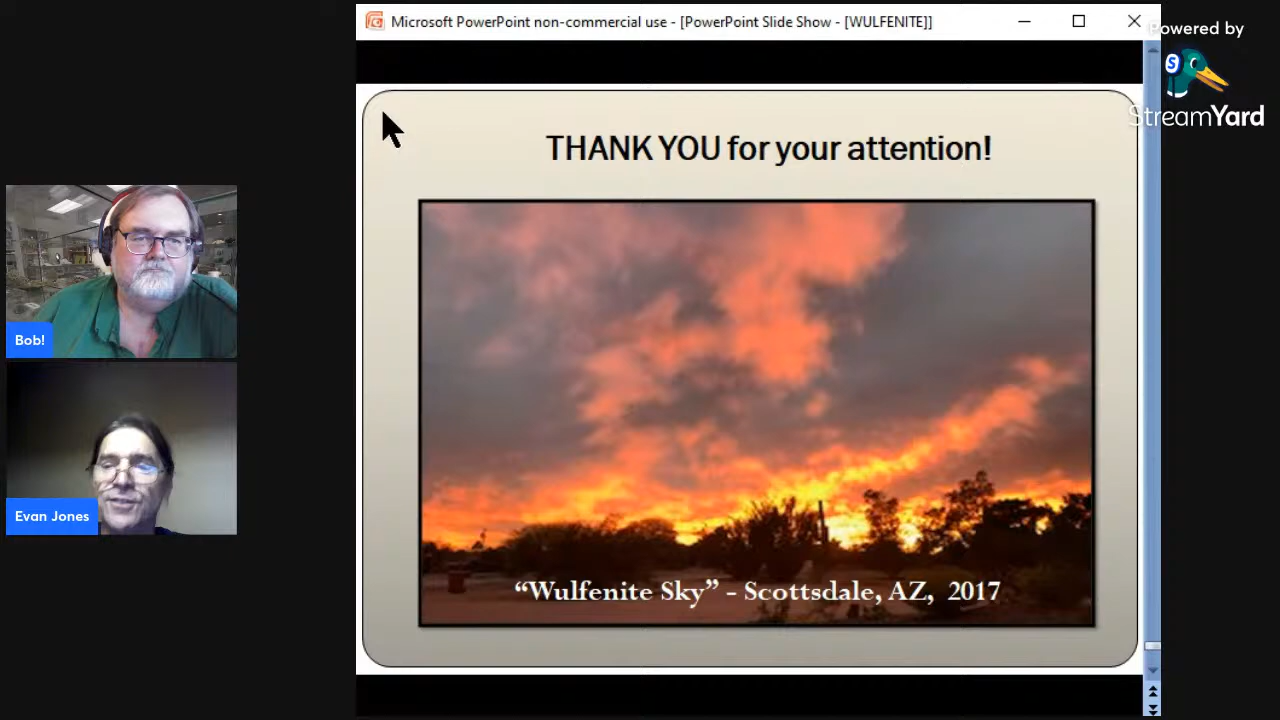 Microsoft PowerPoint non-commercial use - [PowerPoint Slide Show - [WULFENITE]]
Powered by
S
StreamYard
THANK YOU for your attention!
Bob!
Evan Jones
“Wulfenite Sky” - Scottsdale, AZ, 2017